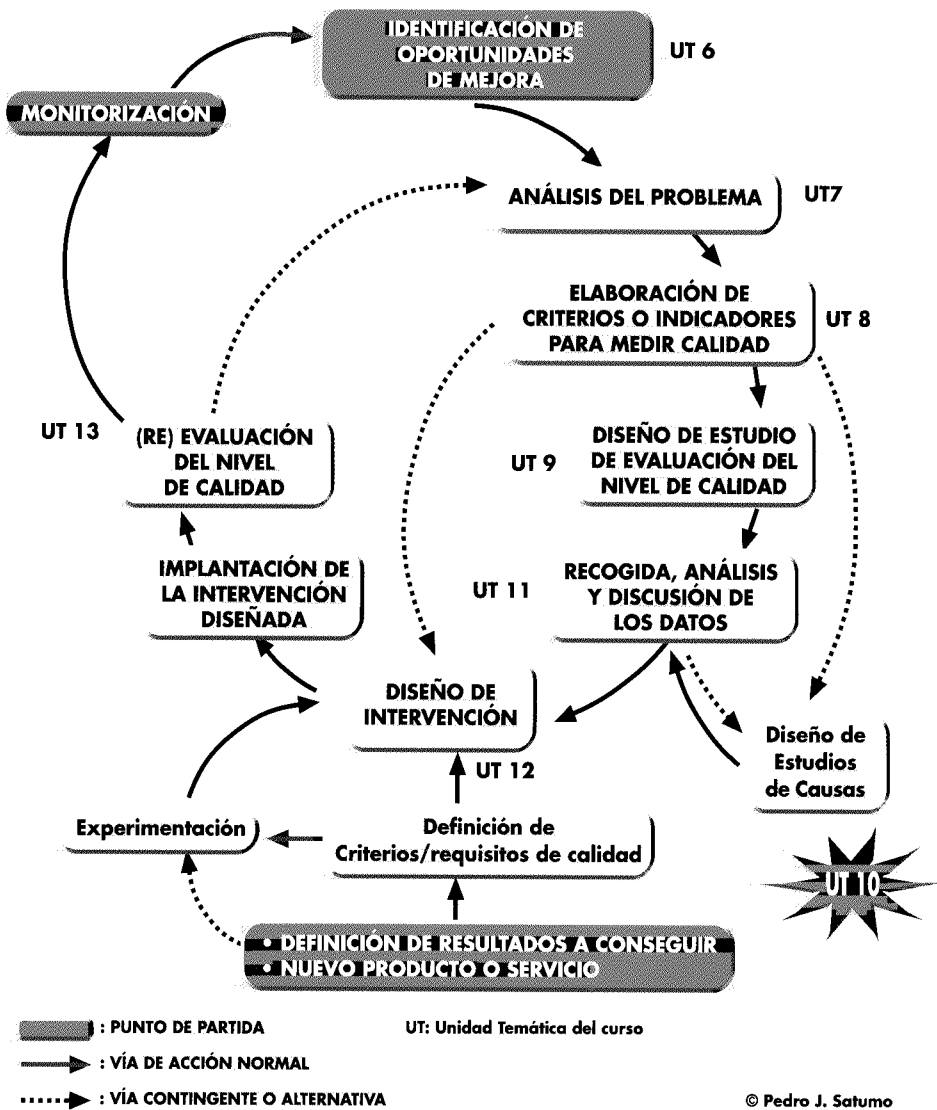 IDENTIFICACIÓN DE
OPORTUNIDADES
DE MEJORA
UT 6
MONITORIZACIÓN
ANÁLISIS DEL PROBLEMA
UT7
ELABORACIÓN DE
CRITERIOS O INDICADORES
PARA MEDIR CALIDAD
UT 8
UT 13
(RE) EVALUACIÓN
DEL NIVEL
DE CALIDAD
DISEÑO DE ESTUDIO
DE EVALUACIÓN DEL
NIVEL DE CALIDAD
UT 9
IMPLANTACIÓN DE
LA INTERVENCIÓN
DISEÑADA
UT 11
RECOGIDA, ANÁLISIS
Y DISCUSIÓN DE
LOS DATOS
DISEÑO DE
INTERVENCIÓN
UT 12
Diseño de
Estudios
de Causas
UT 10
Experimentación
Definición de
Criterios/requisitos de calidad
• DEFINICIÓN DE RESULTADOS A CONSEGUIR
• NUEVO PRODUCTO O SERVICIO
: PUNTO DE PARTIDA
UT: Unidad Temática del curso
: VÍA DE ACCIÓN NORMAL
: VÍA CONTINGENTE O ALTERNATIVA
© Pedro J. Satumo